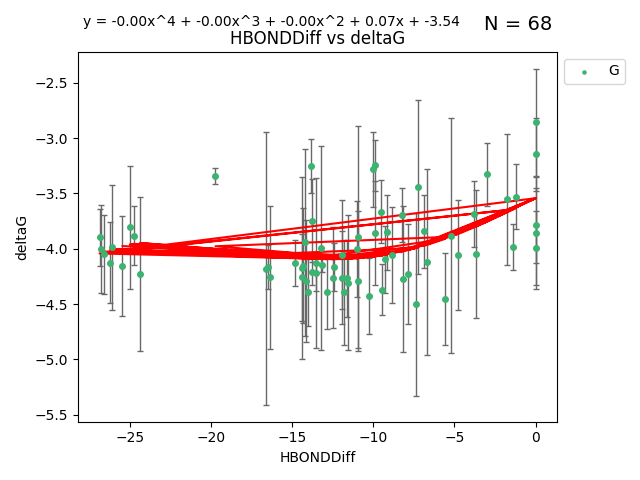 y = -0.00x^4 + -0.00x^3 + -0.00x^2 + 0.07x + -3.54
N = 68
HBONDDiff vs deltaG
G
deltaG
−2.5
−3.0
−3.5
−4.0
−4.5
−5.0
−5.5
−25
−20
−15
−10
−5
0
HBONDDiff